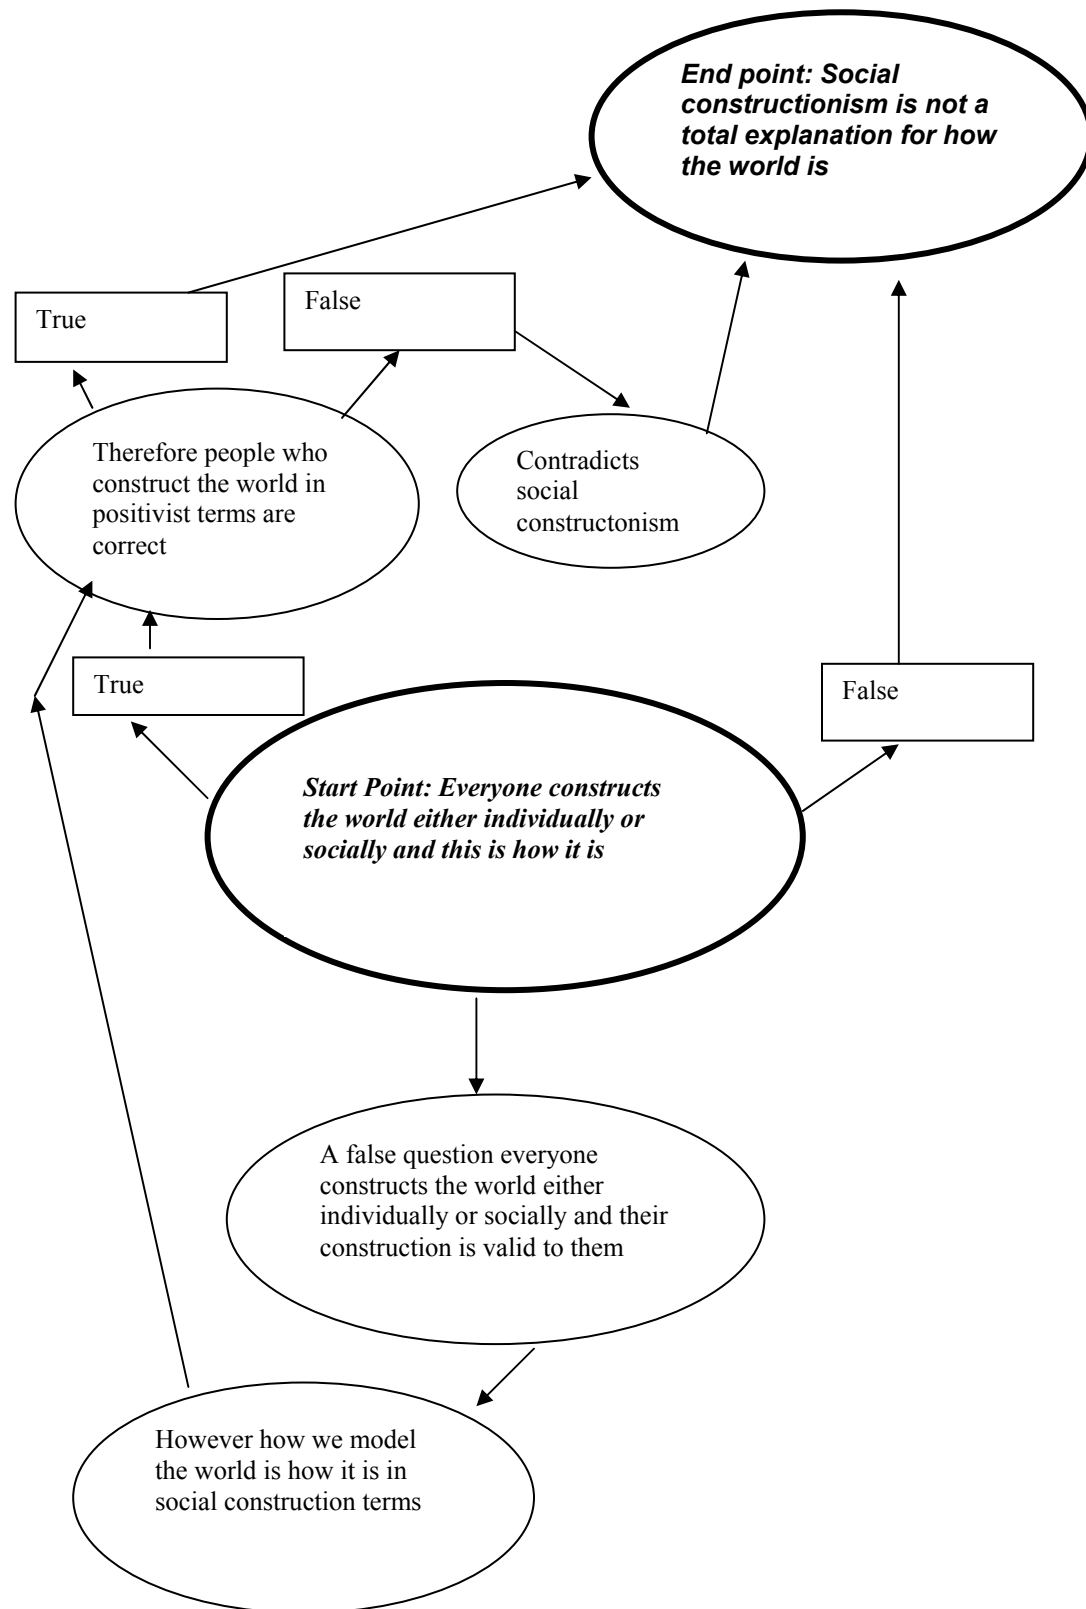 End point: Social
constructionism is not a
total explanation for how
the world is
True
False
Therefore people who
construct the world in
positivist terms are
correct
Contradicts
social
constructonism
True
False
Start Point: Everyone constructs
the world either individually or
socially and this is how it is
A false question everyone
constructs the world either
individually or socially and their
construction is valid to them
However how we model
the world is how it is in
social construction terms